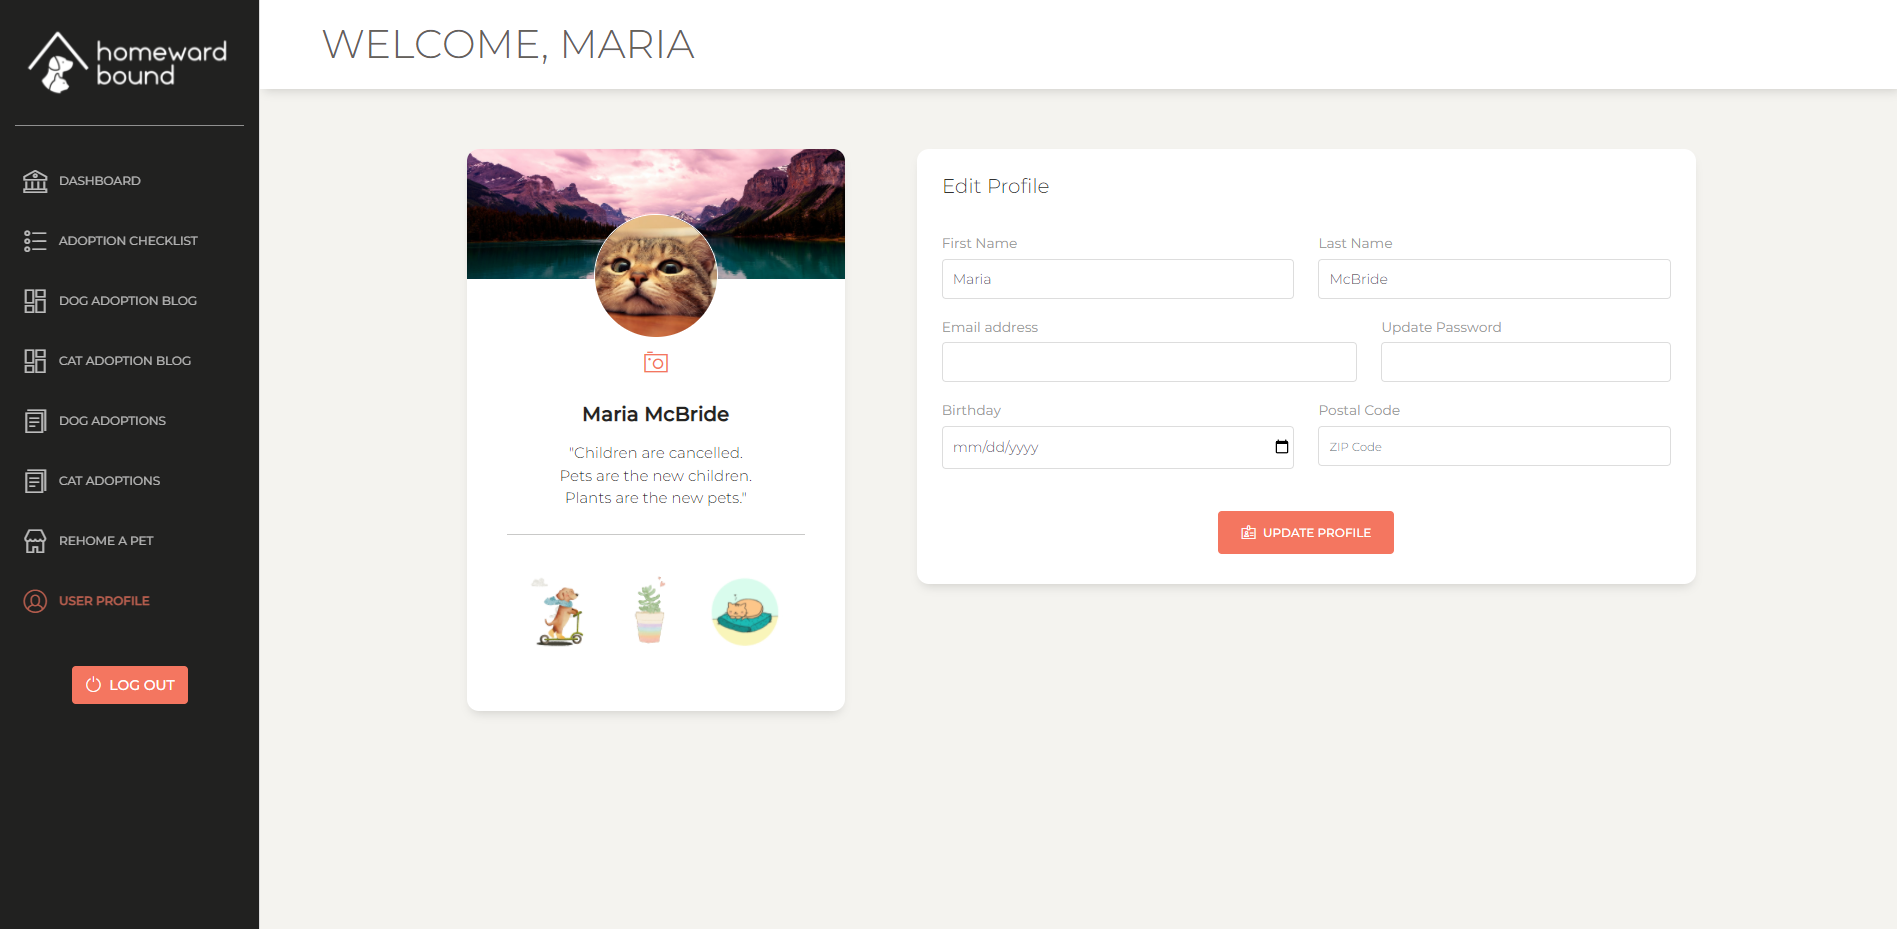 homeward
bound
DASHBOARD
ADOPTION CHECKLIST
DOG ADOPTION BLOG
CAT ADOPTION BLOG
DOG ADOPTIONS
CAT ADOPTIONS
REHOME A PET
USER PROFILE
LOG OUT
WELCOME, MARIA
Maria McBride
"Children are cancelled.
Pets are the new children.
Plants are the new pets."
Edit Profile
First Name
Last Name
Maria
McBride
Email address
Update Password
Birthday
Postal Code
mm/dd/yyyy
ZIP Code
UPDATE PROFILE